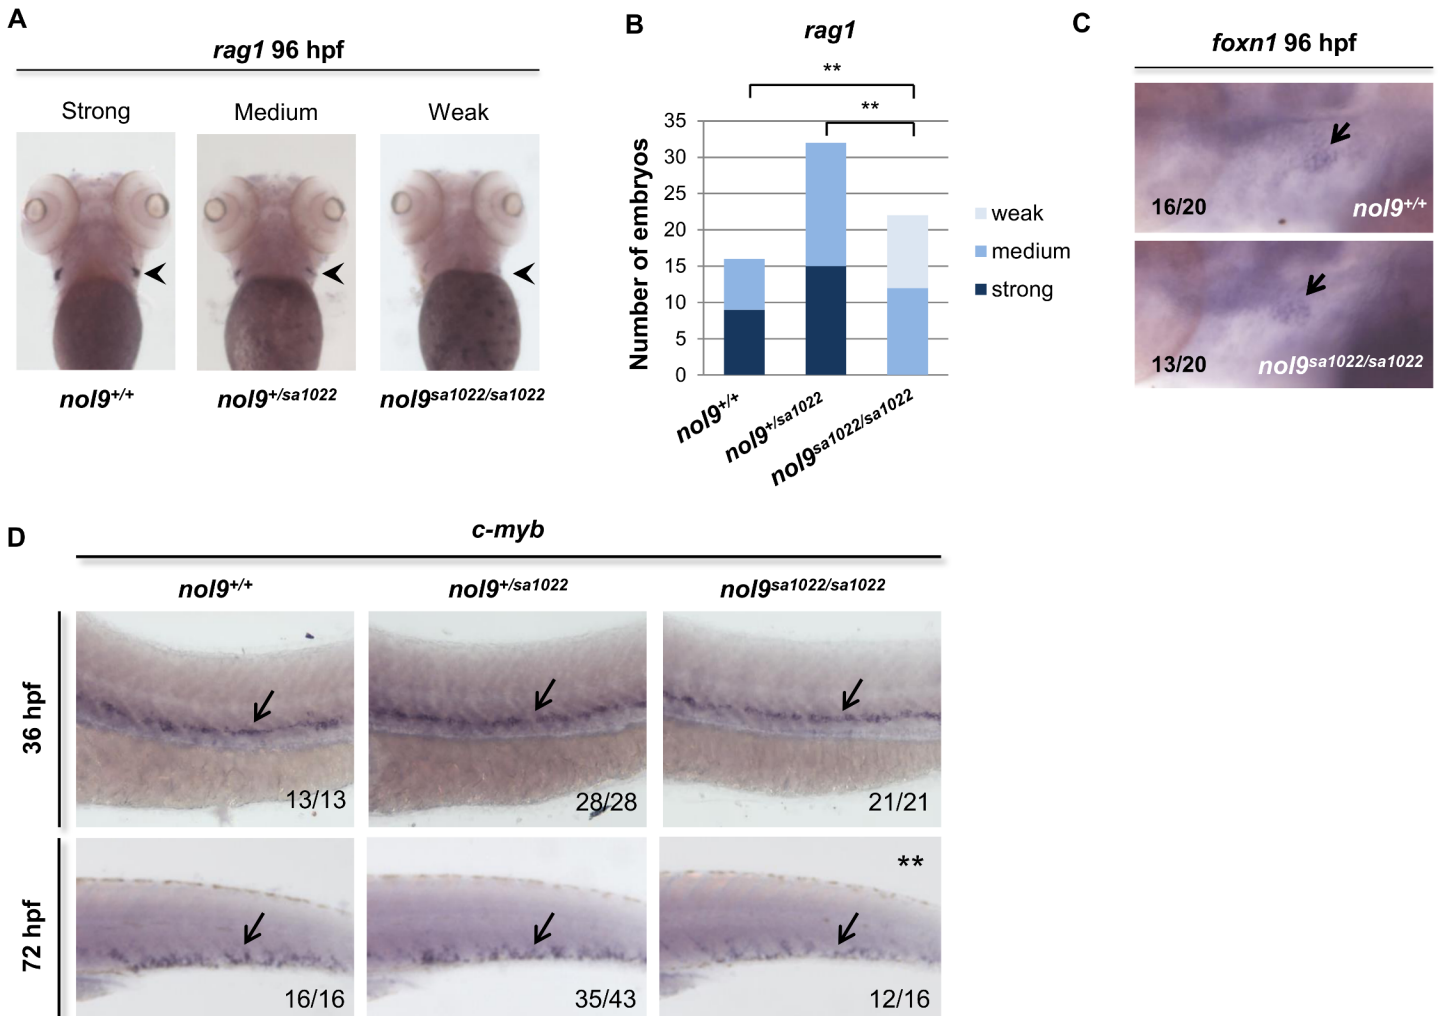 A
rag1 96 hpf
Strong Medium Weak
nol9+/+ nol9+/sa1022 nol9sa1022/sa1022
B
rag1
**
**
Number of embryos
35
30
25
20
15
10
5
0
weak
medium
strong
nol9+/+ nol9+/sa1022 nol9sa1022/sa1022
C
foxn1 96 hpf
16/20 nol9+/+
13/20 nol9sa1022/sa1022
D
c-myb
nol9+/+ nol9+/sa1022 nol9sa1022/sa1022
36 hpf
13/13 28/28 21/21
72 hpf
**
16/16 35/43 12/16